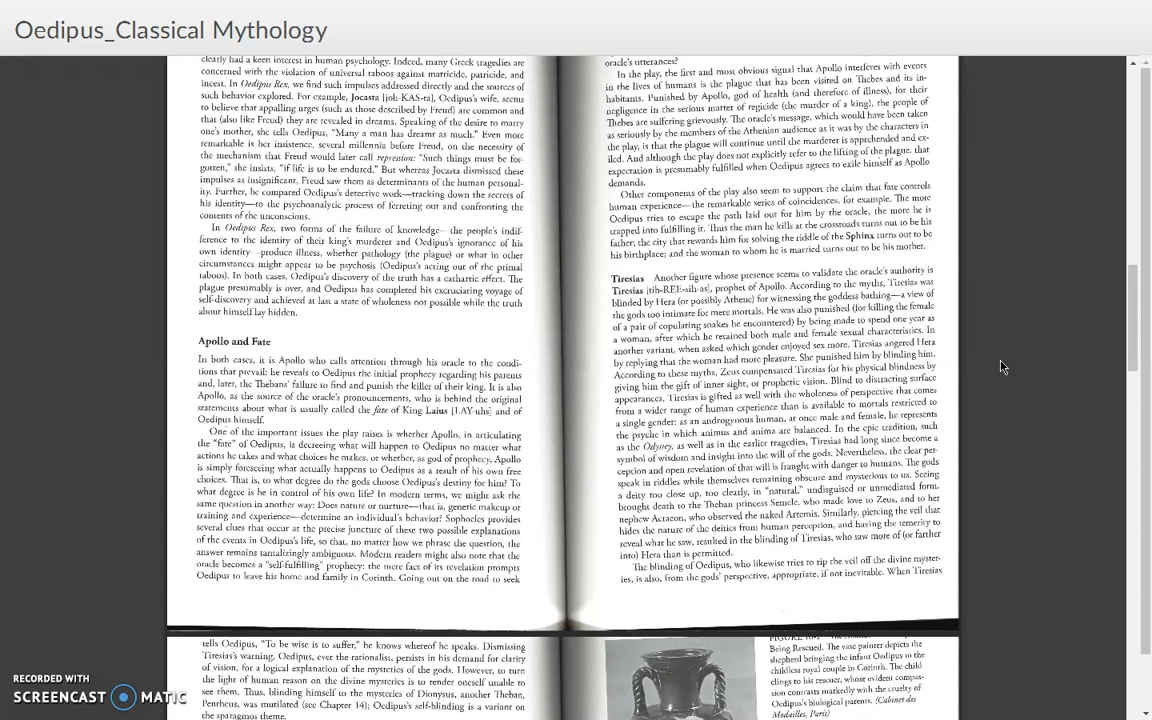 Oedipus_Classical Mythology
clearly had a keen interest in human psychology. Indeed, many Greek tragedies are
concerned with the violation of universal taboos against matricide, patricide, and
incest. In Oedipus Rex, we find such impulses addressed directly and the sources of
such behavior explored. For example, Jocasta [joh-KAS-ta], Oedipus's wife, seems
to believe that appalling urges (such as those described by Freud) are common and
that (also like Freud) they are revealed in dreams. Speaking of the desire to marry
one's mother, she tells Oedipus, "Many a man has dreamt as much." Even more
remarkable is her insistence, several millennia before Freud, on the necessity of
the mechanism that Freud would later call repression: "Such things must be for-
gotten," she insists, "if life is to be endured." But whereas Jocasta dismissed these
impulses as insignificant, Freud saw them as determinants of the human personal-
ity. Further, he compared Oedipus's detective work—tracking down the secrets of
his identity—to the psychoanalytic process of ferreting out and confronting the
contents of the unconscious.
In Oedipus Rex, two forms of the failure of knowledge—the people's indif-
ference to the identity of their king's murderer and Oedipus's ignorance of his
own identity—produce illness, whether pathology (the plague) or what in other
circumstances might appear to be psychosis (Oedipus's acting out of the primal
taboos). In both cases, Oedipus's discovery of the truth has a cathartic effect. The
plague presumably is over, and Oedipus has completed his excruciating voyage of
self-discovery and achieved at last a state of wholeness not possible while the truth
about himself lay hidden.
Apollo and Fate
In both cases, it is Apollo who calls attention through his oracle to the condi-
tions that prevail: he reveals to Oedipus the initial prophecy regarding his parents
and, later, the Thebans' failure to find and punish the killer of their king. It is also
Apollo, as the source of the oracle's pronouncements, who is behind the original
statements about what is usually called the fate of King Laius [LAY-uhs] and of
Oedipus himself.
One of the important issues the play raises is whether Apollo, in articulating
the "fate" of Oedipus, is decreeing what will happen to Oedipus no matter what
actions he takes and what choices he makes, or whether, as god of prophecy, Apollo
is simply foreseeing what actually happens to Oedipus as a result of his own free
choices. That is, to what degree do the gods choose Oedipus's destiny for him? To
what degree is he in control of his own life? In modern terms, we might ask the
same question in another way: Does nature or nurture—that is, genetic makeup or
training and experience—determine an individual's behavior? Sophocles provides
several clues that occur at the precise juncture of these two possible explanations
of the events in Oedipus's life, so that, no matter how we phrase the question, the
answer remains tantalizingly ambiguous. Modern readers might also note that the
oracle becomes a "self-fulfilling" prophecy: the mere fact of its revelation prompts
Oedipus to leave his home and family in Corinth. Going out on the road to seek
oracle's utterances?
In the play, the first and most obvious signal that Apollo interferes with events
in the lives of humans is the plague that has been visited on Thebes and its in-
habitants. Punished by Apollo, god of health (and therefore of illness), for their
negligence in the serious matter of regicide (the murder of a king), the people of
Thebes are suffering grievously. The oracle's message, which would have been taken
as seriously by the members of the Athenian audience as it was by the characters in
the play, is that the plague will continue until the murderer is apprehended and ex-
iled. And although the play does not explicitly refer to the lifting of the plague, that
expectation is presumably fulfilled when Oedipus agrees to exile himself as Apollo
demands.
Other components of the play also seem to support the claim that fate controls
human experience—the remarkable series of coincidences, for example. The more
Oedipus tries to escape the path laid out for him by the oracle, the more he is
trapped into fulfilling it. Thus the man he kills at the crossroads turns out to be his
father; the city that rewards him for solving the riddle of the Sphinx turns out to be
his birthplace; and the woman to whom he is married turns out to be his mother.
Tiresias Another figure whose presence seems to validate the oracle's authority is
Tiresias [tih-REE-sih-as], prophet of Apollo. According to the myths, Tiresias was
blinded by Hera (or possibly Athene) for witnessing the goddess bathing—a view of
the gods too intimate for mere mortals. He was also punished (for killing the female
of a pair of copulating snakes he encountered) by being made to spend one year as
a woman, after which he retained both male and female sexual characteristics. In
another variant, when asked which gender enjoyed sex more, Tiresias angered Hera
by replying that the woman had more pleasure. She punished him by blinding him.
According to these myths, Zeus compensated Tiresias for his physical blindness by
giving him the gift of inner sight, or prophetic vision. Blind to distracting surface
appearances, Tiresias is gifted as well with the wholeness of perspective that comes
from a wider range of human experience than is available to mortals restricted to
a single gender: as an androgynous human, at once male and female, he represents
the psyche in which animus and anima are balanced. In the epic tradition, such
as the Odyssey, as well as in the earlier tragedies, Tiresias had long since become a
symbol of wisdom and insight into the will of the gods. Nevertheless, the clear per-
ception and open revelation of that will is fraught with danger to humans. The gods
speak in riddles while themselves remaining obscure and mysterious to us. Seeing
a deity too close up, too clearly, in "natural," undisguised or unmediated form,
brought death to the Theban princess Semele, who made love to Zeus, and to her
nephew Actaeon, who observed the naked Artemis. Similarly, piercing the veil that
hides the nature of the deities from human perception, and having the temerity to
reveal what he saw, resulted in the blinding of Tiresias, who saw more of (or farther
into) Hera than is permitted.
The blinding of Oedipus, who likewise tries to rip the veil off the divine myster-
ies, is also, from the gods' perspective, appropriate, if not inevitable. When Tiresias
tells Oedipus, "To be wise is to suffer," he knows whereof he speaks. Dismissing
Tiresias's warning, Oedipus, ever the rationalist, persists in his demand for clarity
of vision, for a logical explanation of the mysteries of the gods. However, to turn
the light of human reason on the divine mysteries is to render oneself unable to
see them. Thus, blinding himself to the mysteries of Dionysus, another Theban,
Pentheus, was mutilated (see Chapter 14); Oedipus's self-blinding is a variant on
the sparagmos theme.
Being Rescued. The vase painter depicts the
shepherd bringing the infant Oedipus to the
childless royal couple in Corinth. The child
clings to his rescuer, whose evident compas-
sion contrasts markedly with the cruelty of
Oedipus's biological parents. (Cabinet des
Medailles, Paris)
RECORDED WITH
SCREENCAST MATIC